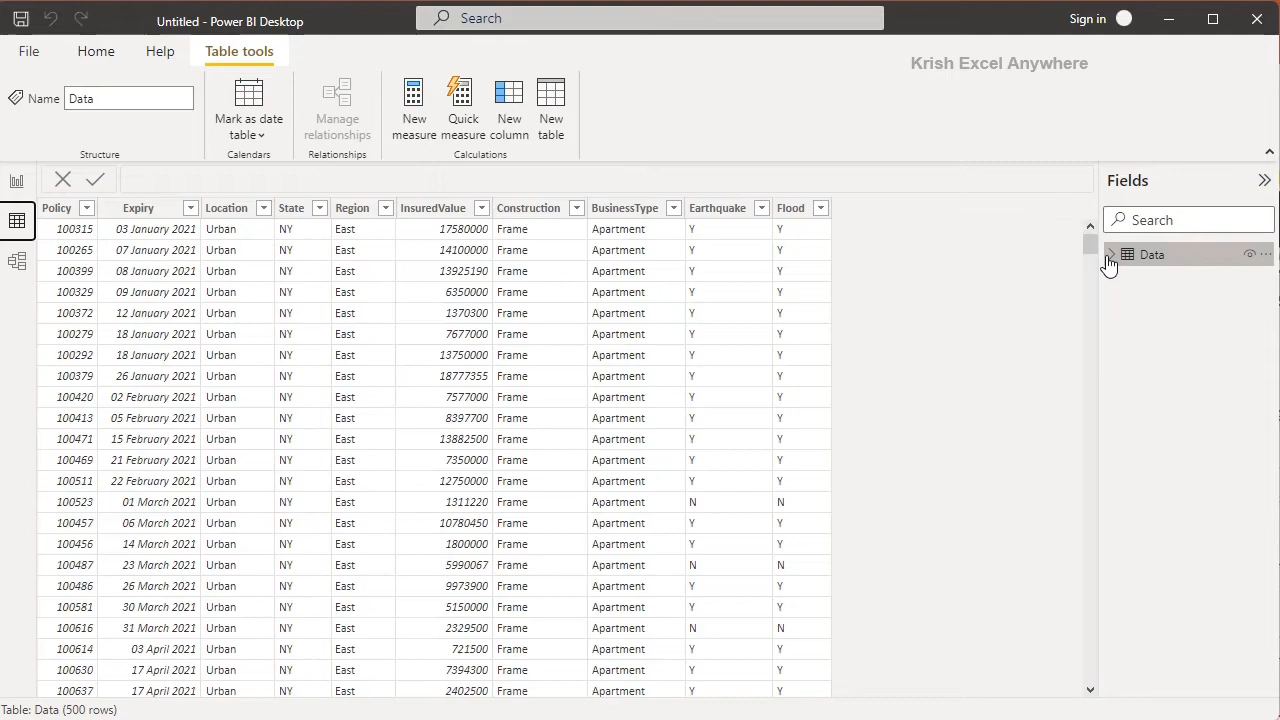 Untitled - Power BI Desktop
Search
Sign in
File Home Help Table tools
Krish Excel Anywhere
Name Data
Mark as date table
Manage relationships
New measure
Quick measure
New column
New table
Structure Calendars Relationships Calculations
Fields
Search
Data
Policy Expiry Location State Region InsuredValue Construction BusinessType Earthquake Flood
100315 03 January 2021 Urban NY East 17580000 Frame Apartment Y Y
100265 07 January 2021 Urban NY East 14100000 Frame Apartment Y Y
100399 08 January 2021 Urban NY East 13925190 Frame Apartment Y Y
100329 09 January 2021 Urban NY East 6350000 Frame Apartment Y Y
100372 12 January 2021 Urban NY East 1370300 Frame Apartment Y Y
100279 18 January 2021 Urban NY East 7677000 Frame Apartment Y Y
100292 18 January 2021 Urban NY East 13750000 Frame Apartment Y Y
100379 26 January 2021 Urban NY East 18777355 Frame Apartment Y Y
100420 02 February 2021 Urban NY East 7577000 Frame Apartment Y Y
100413 05 February 2021 Urban NY East 8397700 Frame Apartment Y Y
100471 15 February 2021 Urban NY East 13882500 Frame Apartment Y Y
100469 21 February 2021 Urban NY East 7350000 Frame Apartment Y Y
100511 22 February 2021 Urban NY East 12750000 Frame Apartment Y Y
100523 01 March 2021 Urban NY East 1311220 Frame Apartment N N
100457 06 March 2021 Urban NY East 10780450 Frame Apartment Y Y
100456 14 March 2021 Urban NY East 1800000 Frame Apartment Y Y
100487 23 March 2021 Urban NY East 5990067 Frame Apartment N N
100486 26 March 2021 Urban NY East 9973900 Frame Apartment Y Y
100581 30 March 2021 Urban NY East 5150000 Frame Apartment Y Y
100616 31 March 2021 Urban NY East 2329500 Frame Apartment N N
100614 03 April 2021 Urban NY East 721500 Frame Apartment Y Y
100630 17 April 2021 Urban NY East 7394300 Frame Apartment Y Y
100637 17 April 2021 Urban NY East 2402500 Frame Apartment Y Y
Table: Data (500 rows)